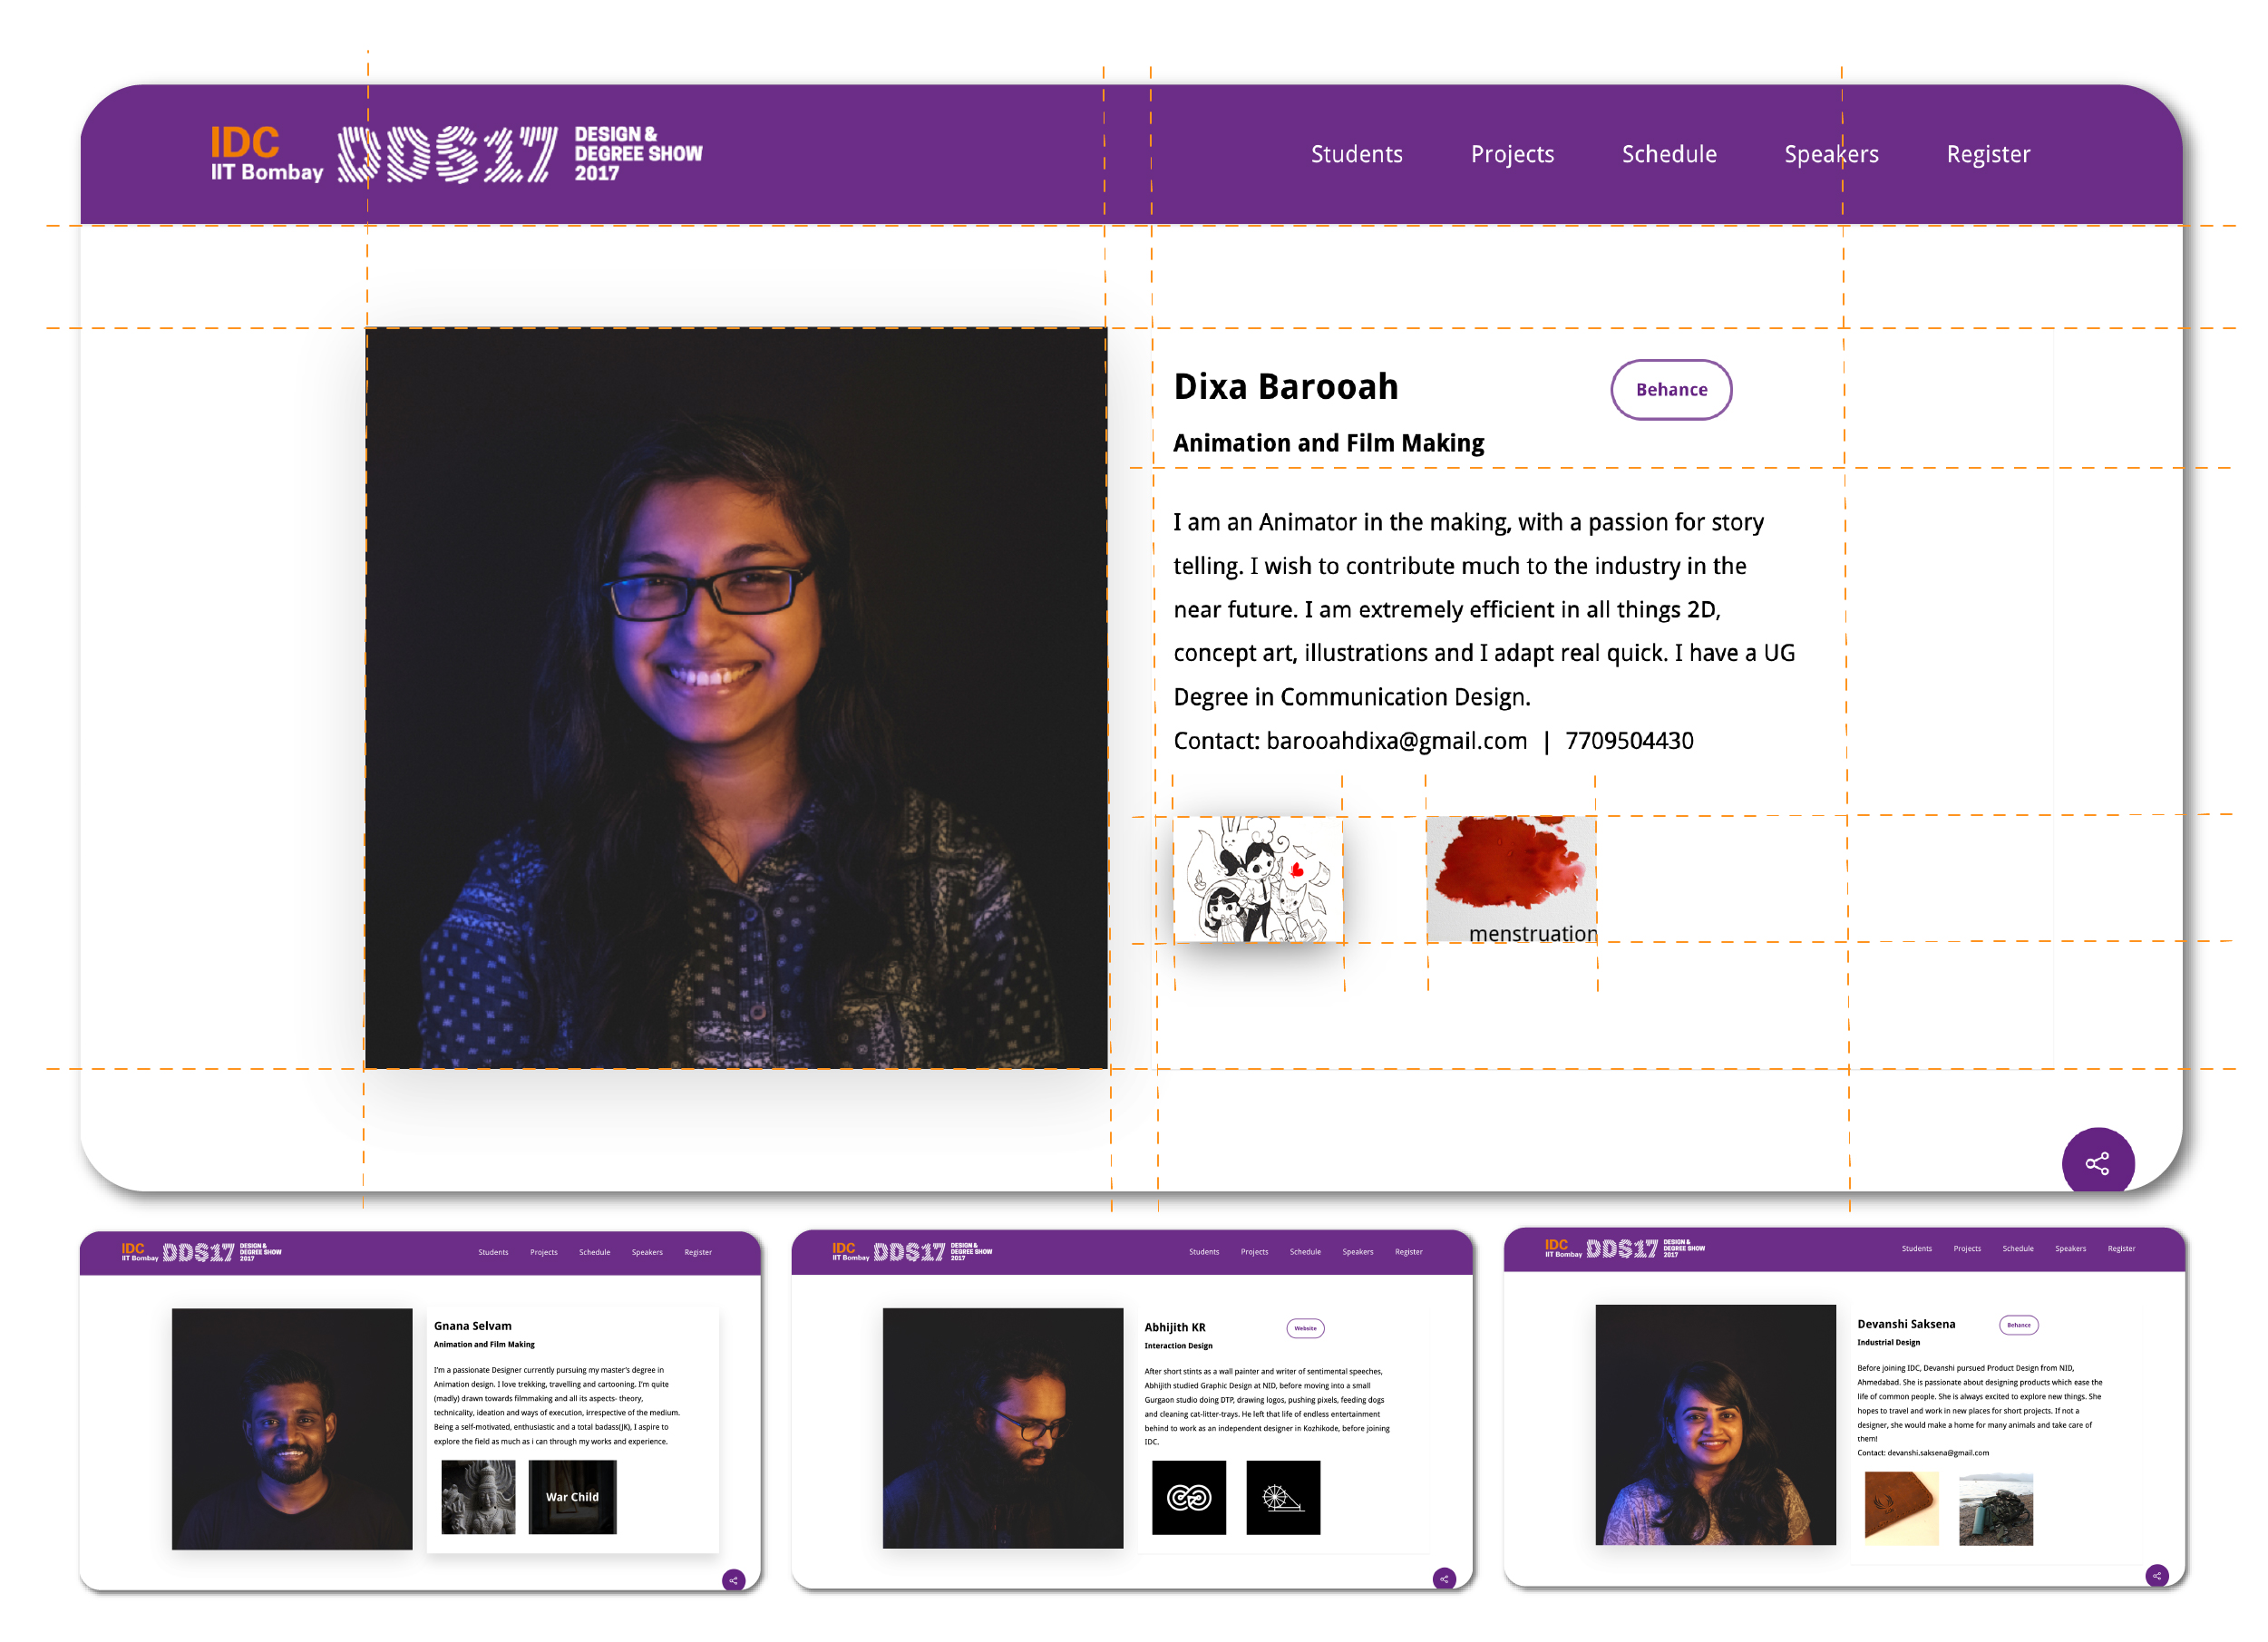 IDC
IIT Bombay
DDS17
DESIGN &
DEGREE SHOW
2017
Students
Projects
Schedule
Speakers
Register
Dixa Barooah
Behance
Animation and Film Making
I am an Animator in the making, with a passion for story
telling. I wish to contribute much to the industry in the
near future. I am extremely efficient in all things 2D,
concept art, illustrations and I adapt real quick. I have a UG
Degree in Communication Design.
Contact: barooahdixa@gmail.com | 7709504430
menstruation
IDC
IIT Bombay
DDS17
DESIGN &
DEGREE SHOW
2017
Students
Projects
Schedule
Speakers
Register
Gnana Selvam
Animation and Film Making
I'm a passionate Designer currently pursuing my master's degree in
Animation design. I love trekking, travelling and cartooning. I'm quite
(madly) drawn towards filmmaking and all its aspects- theory,
technicality, ideation and ways of execution, irrespective of the medium.
Being a self-motivated, enthusiastic and a total badass(JK), I aspire to
explore the field as much as i can through my works and experience.
War Child
IDC
IIT Bombay
DDS17
DESIGN &
DEGREE SHOW
2017
Students
Projects
Schedule
Speakers
Register
Abhijith KR
Website
Interaction Design
After short stints as a wall painter and writer of sentimental speeches,
Abhijith studied Graphic Design at NID, before moving into a small
Gurgaon studio doing DTP, drawing logos, pushing pixels, feeding dogs
and cleaning cat-litter-trays. He left that life of endless entertainment
behind to work as an independent designer in Kozhikode, before joining
IDC.
IDC
IIT Bombay
DDS17
DESIGN &
DEGREE SHOW
2017
Students
Projects
Schedule
Speakers
Register
Devanshi Saksena
Behance
Industrial Design
Before joining IDC, Devanshi pursued Product Design from NID,
Ahmedabad. She is passionate about designing products which ease the
life of common people. She is always excited to explore new things. She
hopes to travel and work in new places for short projects. If not a
designer, she would make a home for many animals and take care of
them!
Contact: devanshi.saksena@gmail.com